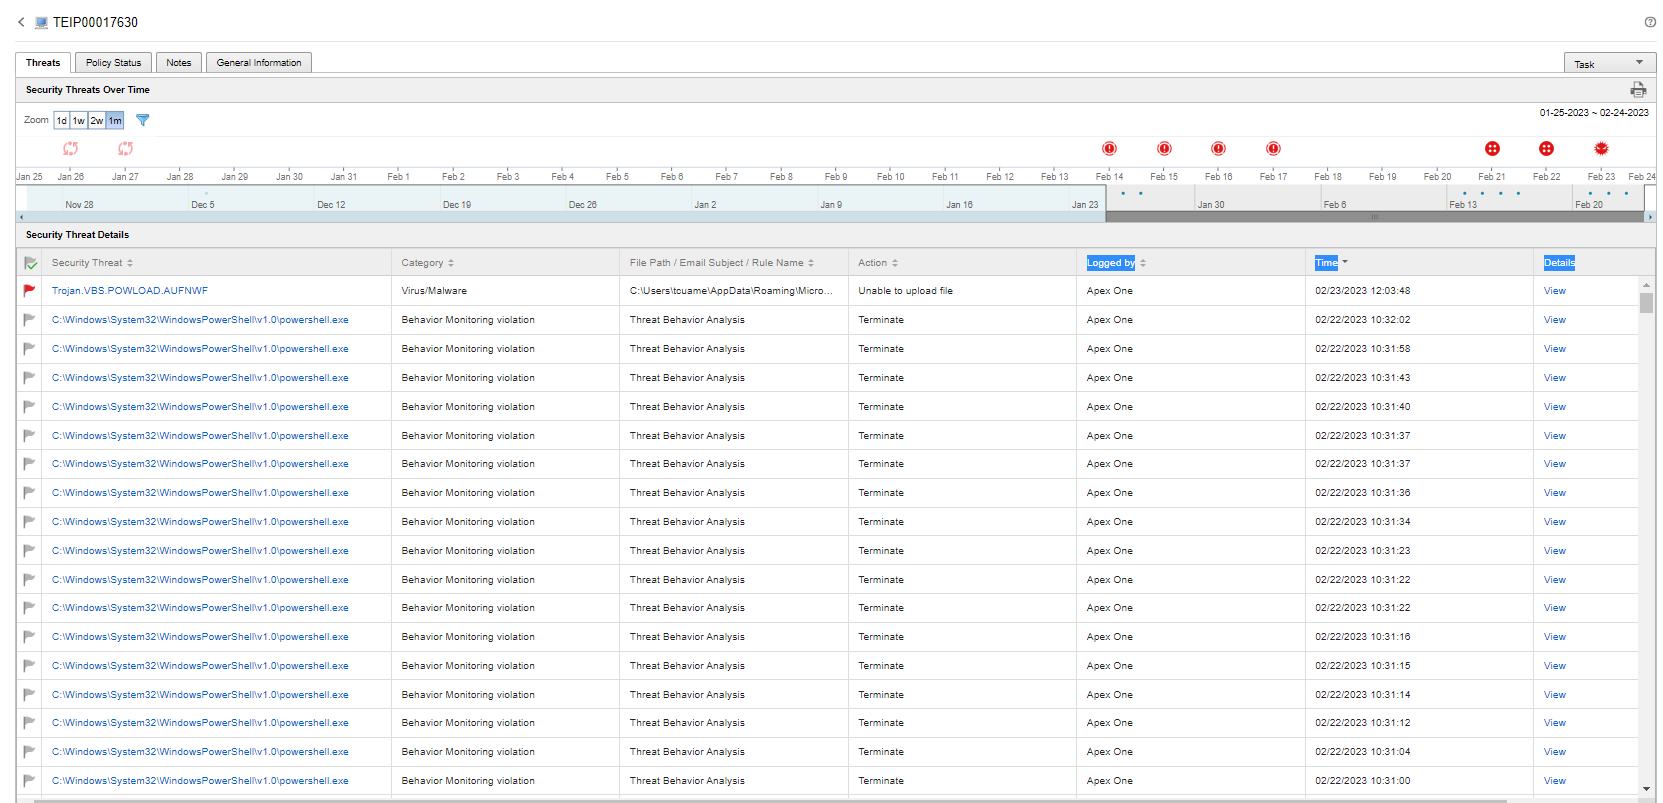 TEIP00017630
Threats Policy Status Notes General Information Task
Security Threats Over Time
Zoom 1d 1w 2w 1m 01-25-2023 ~ 02-24-2023
Jan 25 Jan 26 Jan 27 Jan 28 Jan 29 Jan 30 Jan 31 Feb 1 Feb 2 Feb 3 Feb 4 Feb 5 Feb 6 Feb 7 Feb 8 Feb 9 Feb 10 Feb 11 Feb 12 Feb 13 Feb 14 Feb 15 Feb 16 Feb 17 Feb 18 Feb 19 Feb 20 Feb 21 Feb 22 Feb 23 Feb 24
Nov 28 Dec 5 Dec 12 Dec 19 Dec 26 Jan 2 Jan 9 Jan 16 Jan 23 Jan 30 Feb 6 Feb 13 Feb 20
Security Threat Details
Security Threat Category File Path / Email Subject / Rule Name Action Logged by Time Details
Trojan.VBS.POWLOAD.AUFNWF Virus/Malware C:\Users\tcuame\AppData\Roaming\Micro... Unable to upload file Apex One 02/23/2023 12:03:48 View
C:\Windows\System32\WindowsPowerShell\v1.0\powershell.exe Behavior Monitoring violation Threat Behavior Analysis Terminate Apex One 02/22/2023 10:32:02 View
C:\Windows\System32\WindowsPowerShell\v1.0\powershell.exe Behavior Monitoring violation Threat Behavior Analysis Terminate Apex One 02/22/2023 10:31:58 View
C:\Windows\System32\WindowsPowerShell\v1.0\powershell.exe Behavior Monitoring violation Threat Behavior Analysis Terminate Apex One 02/22/2023 10:31:43 View
C:\Windows\System32\WindowsPowerShell\v1.0\powershell.exe Behavior Monitoring violation Threat Behavior Analysis Terminate Apex One 02/22/2023 10:31:40 View
C:\Windows\System32\WindowsPowerShell\v1.0\powershell.exe Behavior Monitoring violation Threat Behavior Analysis Terminate Apex One 02/22/2023 10:31:37 View
C:\Windows\System32\WindowsPowerShell\v1.0\powershell.exe Behavior Monitoring violation Threat Behavior Analysis Terminate Apex One 02/22/2023 10:31:37 View
C:\Windows\System32\WindowsPowerShell\v1.0\powershell.exe Behavior Monitoring violation Threat Behavior Analysis Terminate Apex One 02/22/2023 10:31:36 View
C:\Windows\System32\WindowsPowerShell\v1.0\powershell.exe Behavior Monitoring violation Threat Behavior Analysis Terminate Apex One 02/22/2023 10:31:34 View
C:\Windows\System32\WindowsPowerShell\v1.0\powershell.exe Behavior Monitoring violation Threat Behavior Analysis Terminate Apex One 02/22/2023 10:31:23 View
C:\Windows\System32\WindowsPowerShell\v1.0\powershell.exe Behavior Monitoring violation Threat Behavior Analysis Terminate Apex One 02/22/2023 10:31:22 View
C:\Windows\System32\WindowsPowerShell\v1.0\powershell.exe Behavior Monitoring violation Threat Behavior Analysis Terminate Apex One 02/22/2023 10:31:22 View
C:\Windows\System32\WindowsPowerShell\v1.0\powershell.exe Behavior Monitoring violation Threat Behavior Analysis Terminate Apex One 02/22/2023 10:31:16 View
C:\Windows\System32\WindowsPowerShell\v1.0\powershell.exe Behavior Monitoring violation Threat Behavior Analysis Terminate Apex One 02/22/2023 10:31:15 View
C:\Windows\System32\WindowsPowerShell\v1.0\powershell.exe Behavior Monitoring violation Threat Behavior Analysis Terminate Apex One 02/22/2023 10:31:14 View
C:\Windows\System32\WindowsPowerShell\v1.0\powershell.exe Behavior Monitoring violation Threat Behavior Analysis Terminate Apex One 02/22/2023 10:31:12 View
C:\Windows\System32\WindowsPowerShell\v1.0\powershell.exe Behavior Monitoring violation Threat Behavior Analysis Terminate Apex One 02/22/2023 10:31:04 View
C:\Windows\System32\WindowsPowerShell\v1.0\powershell.exe Behavior Monitoring violation Threat Behavior Analysis Terminate Apex One 02/22/2023 10:31:00 View